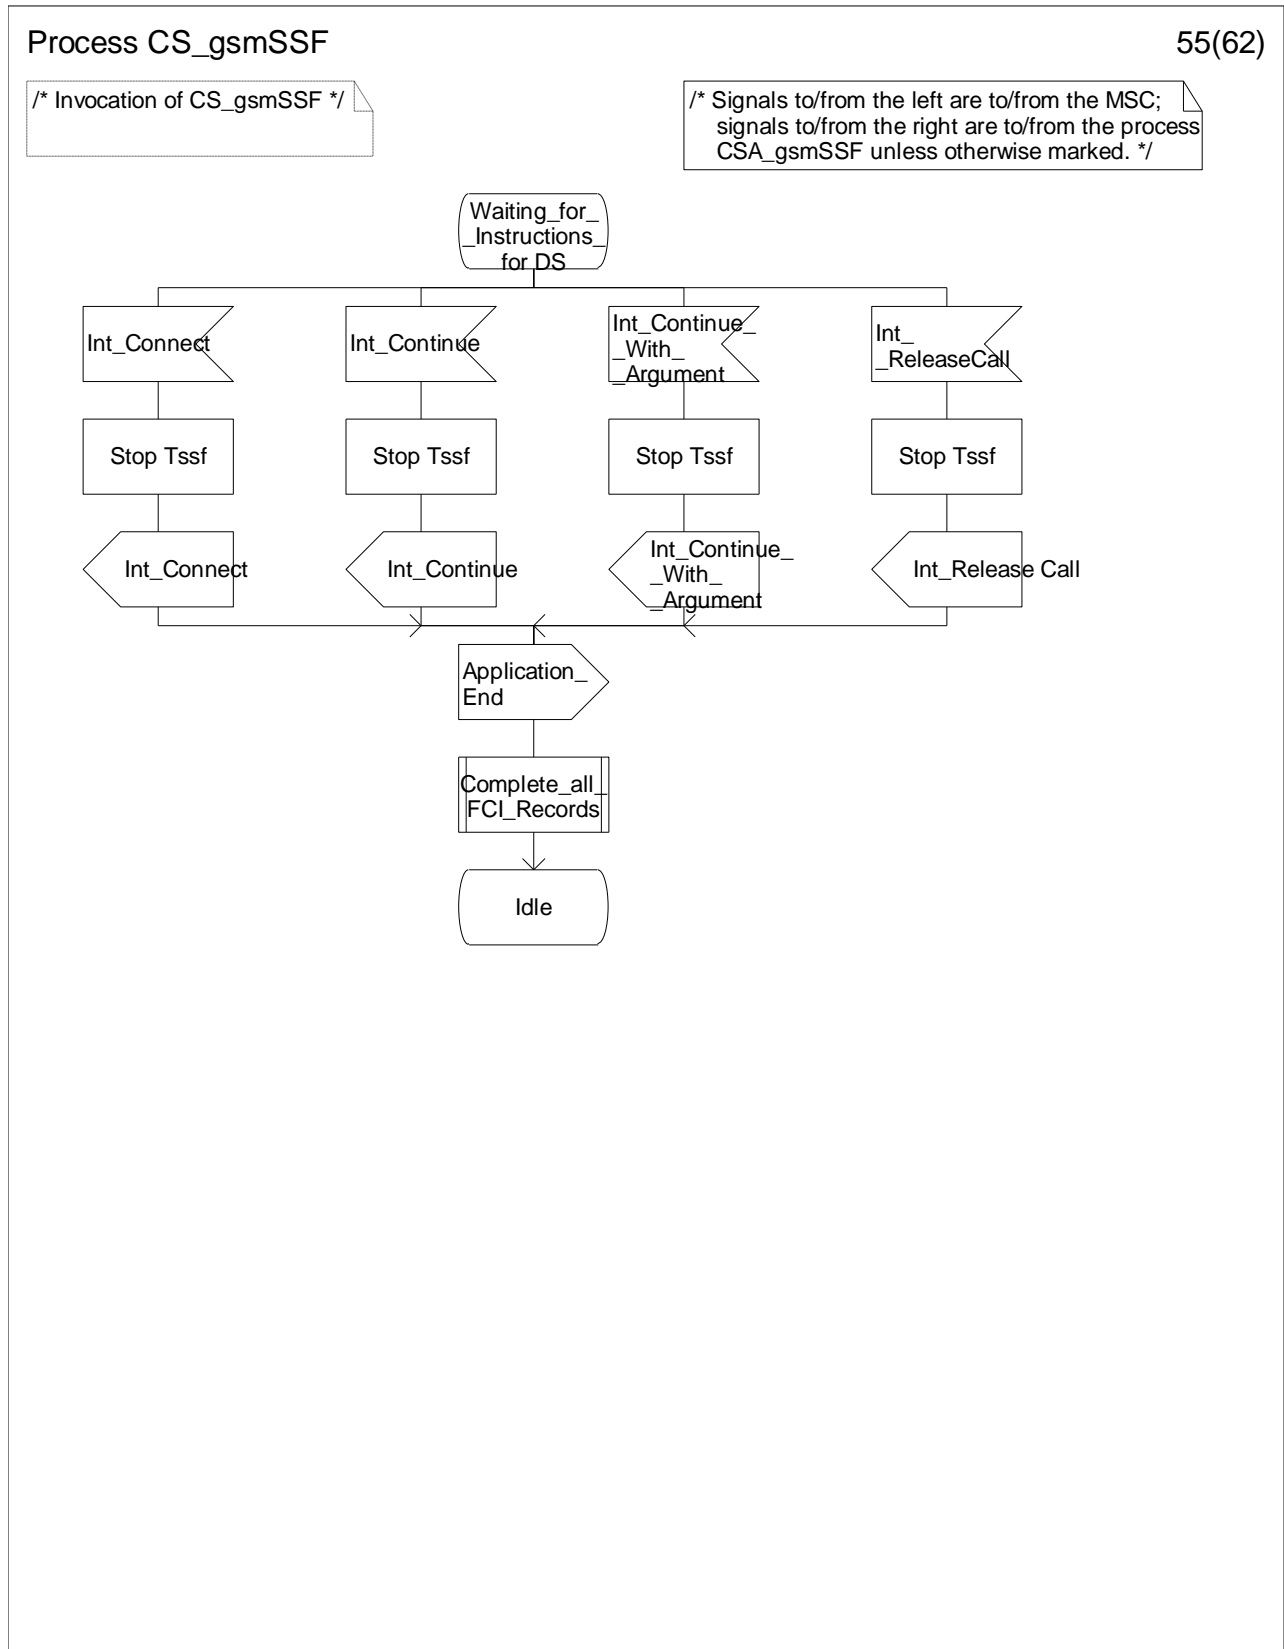 Process CS_gsmSSF
55(62)
/* Invocation of CS_gsmSSF */
/* Signals to/from the left are to/from the MSC;
signals to/from the right are to/from the process
CSA_gsmSSF unless otherwise marked. */
Waiting_for_
_Instructions_
for DS
Int_Connect
Int_Continue
Int_Continue_
_With_
_Argument
Int_
_ReleaseCall
Stop Tssf
Stop Tssf
Stop Tssf
Stop Tssf
Int_Connect
Int_Continue
Int_Continue_
_With_
_Argument
Int_Release Call
Application_
End
Complete_all_
FCI_Records
Idle